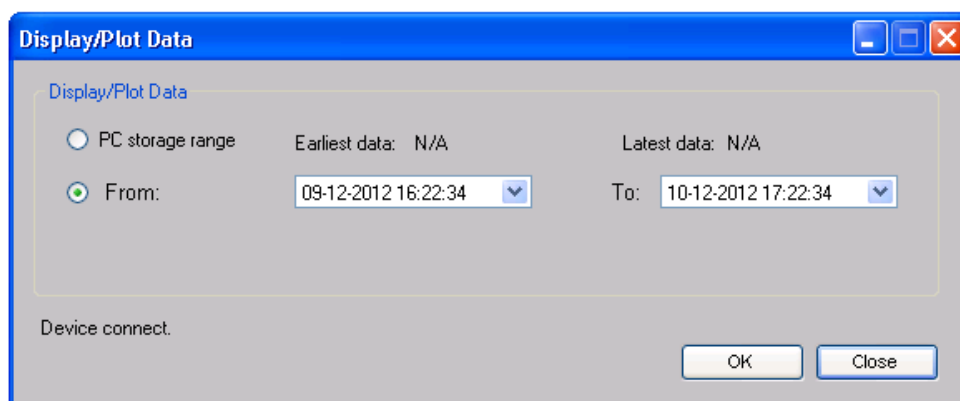 Display/Plot Data
Display/Plot Data
PC storage range Earliest data: N/A Latest data: N/A
From: 09-12-2012 16:22:34 To: 10-12-2012 17:22:34
Device connect.
OK Close